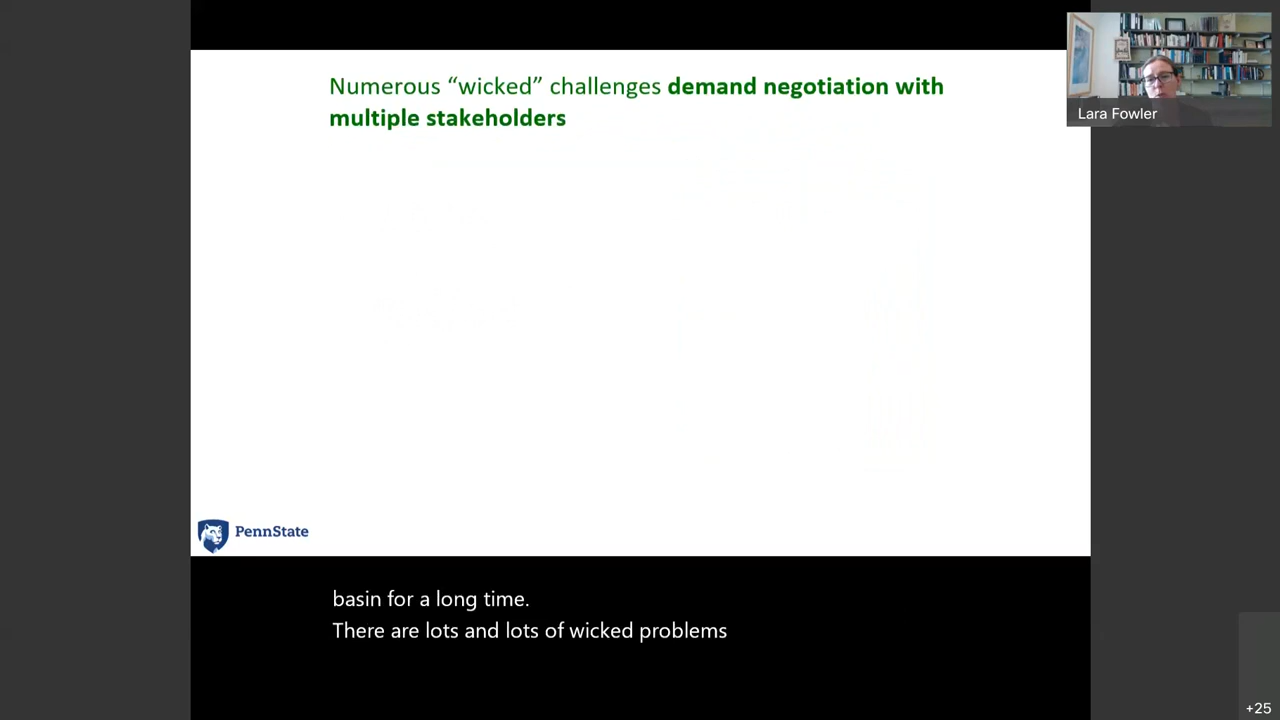 Numerous “wicked” challenges demand negotiation with
multiple stakeholders
Lara Fowler
PennState
basin for a long time.
There are lots and lots of wicked problems
+25